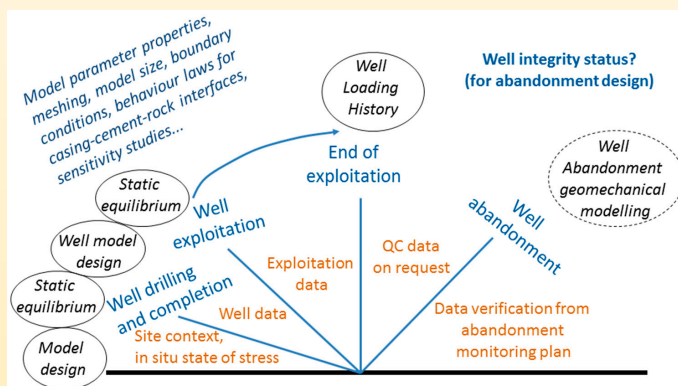 Model parameter properties,
meshing, model size, boundary
conditions, behaviour laws for
casing-cement-rock interfaces,
sensitivity studies...
Well
Loading
History
Well integrity status?
(for abandonment design)
End of
exploitation
Well
Abandonment
geomechanical
modelling
Static
equilibrium
Well
exploitation
Well
abandonment
Well model
design
QC data
on request
Exploitation
data
Static
equilibrium
Well drilling
and completion
Well data
Data verification from
abandonment
monitoring plan
Site context,
in situ state of stress
Model
design